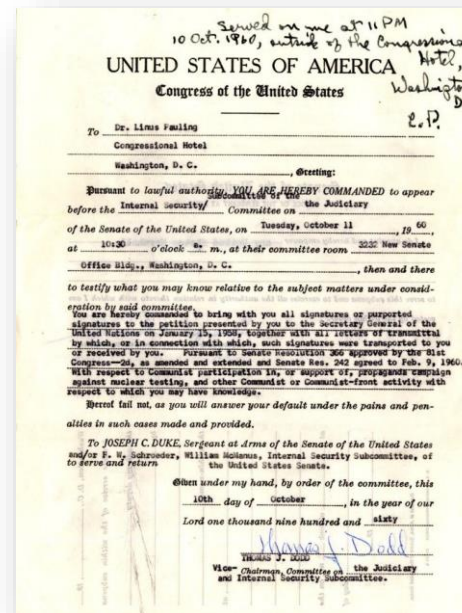 Served on me at 11 PM
10 Oct. 1960, outside of the Congressional
Hotel,
Washington
D
L.P.
UNITED STATES OF AMERICA
Congress of the United States
To Dr. Linus Pauling
Congressional Hotel
Washington, D. C. , Greeting:
Pursuant to lawful authority, YOU ARE HEREBY COMMANDED to appear
Subcommittee of the
before the Internal Security/ Committee on the Judiciary
of the Senate of the United States, on Tuesday, October 11 , 19 60
at 10:30 o'clock a. m., at their committee room 3232 New Senate
Office Bldg., Washington, D. C. , then and there
to testify what you may know relative to the subject matters under consid-
eration by said committee.
You are hereby commanded to bring with you all signatures or purported
signatures to the petition presented by you to the Secretary General of the
United Nations on January 15, 1958, together with all letters of transmittal
by which, or in connection with which, such signatures were transported to you
or received by you. Pursuant to Senate Resolution 366 approved by the 81st
Congress--2d, as amended and extended and Senate Res. 242 agreed to Feb. 9, 1960.
With respect to Communist participation in, or support of, propaganda campaign
against nuclear testing, and other Communist or Communist-front activity with
respect to which you may have knowledge.
Hereof fail not, as you will answer your default under the pains and pen-
alties in such cases made and provided.
To JOSEPH C. DUKE, Sergeant at Arms of the Senate of the United States
and/or F. W. Schroeder, William McManus, Internal Security Subcommittee, of
to serve and return the United States Senate.
Given under my hand, by order of the committee, this
10th day of October , in the year of our
Lord one thousand nine hundred and sixty
Thomas J. Dodd
THOMAS J. DODD
Vice- Chairman, Committee on the Judiciary
and Internal Security Subcommittee.